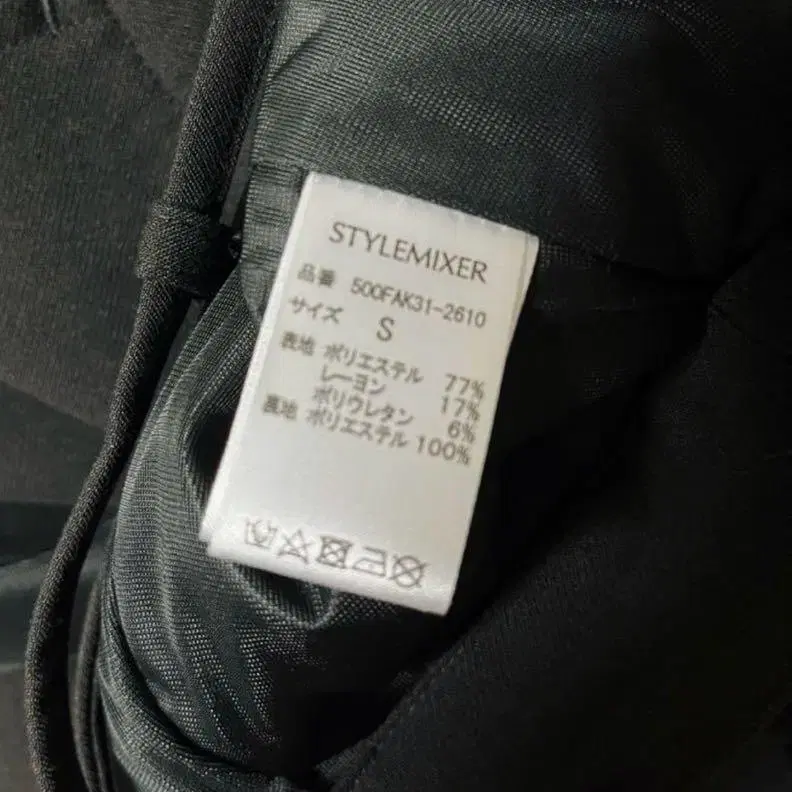 STYLEMIXER
品番 500FAK31-2610
サイズ S
表地 ポリエステル 77%
レーヨン 17%
ポリウレタン 6%
裏地 ポリエステル 100%